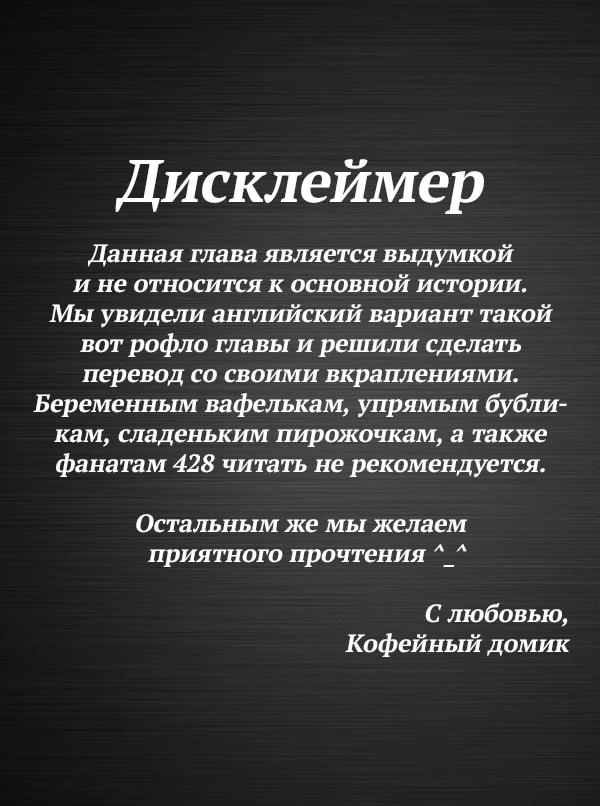 Дисклеймер
Данная глава является выдумкой
и не относится к основной истории.
Мы увидели английский вариант такой
вот рофло главы и решили сделать
перевод со своими вкраплениями.
Беременным вафелькам, упрямым бубли-
кам, сладеньким пирожочкам, а также
фанатам 428 читать не рекомендуется.
Остальным же мы желаем
приятного прочтения ^_^
С любовью,
Кофейный домик